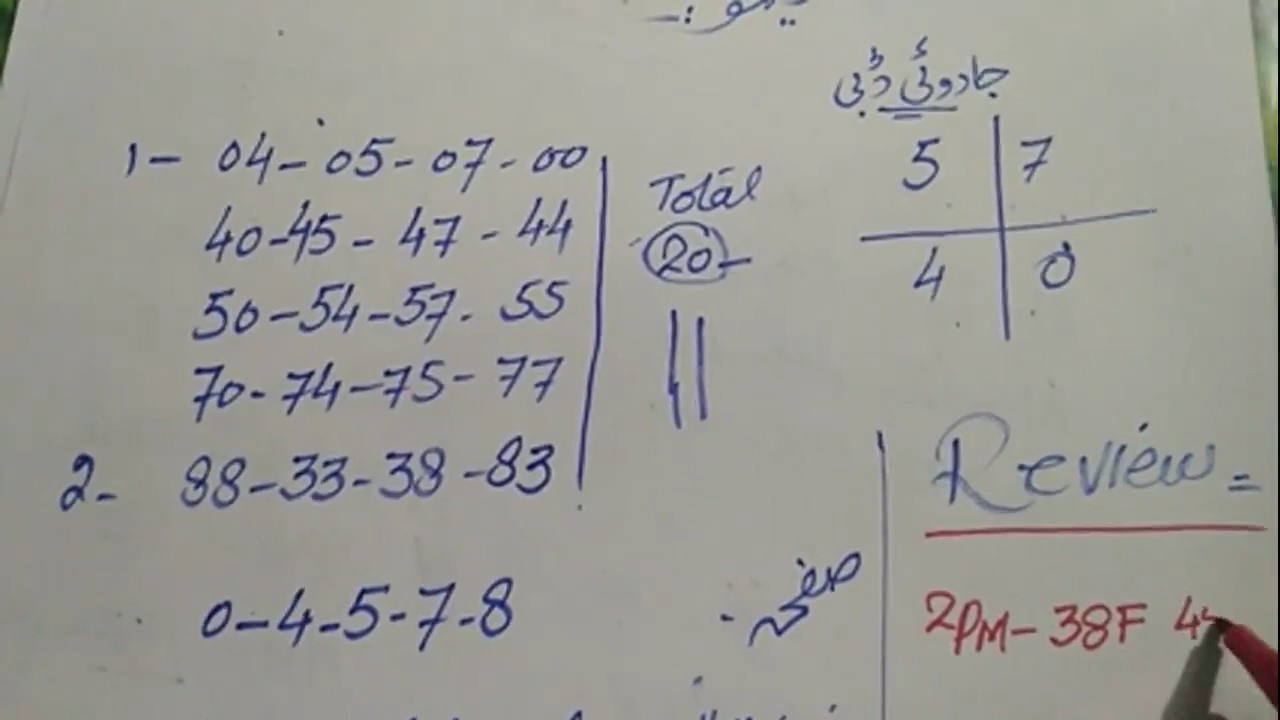 1- 04-05-07-00
40-45-47-44
50-54-57-55
70-74-75-77
2- 88-33-38-83
0-4-5-7-8
Total
20
جادوئی ڈبی
5 7
4 0
Review =
2PM-38F